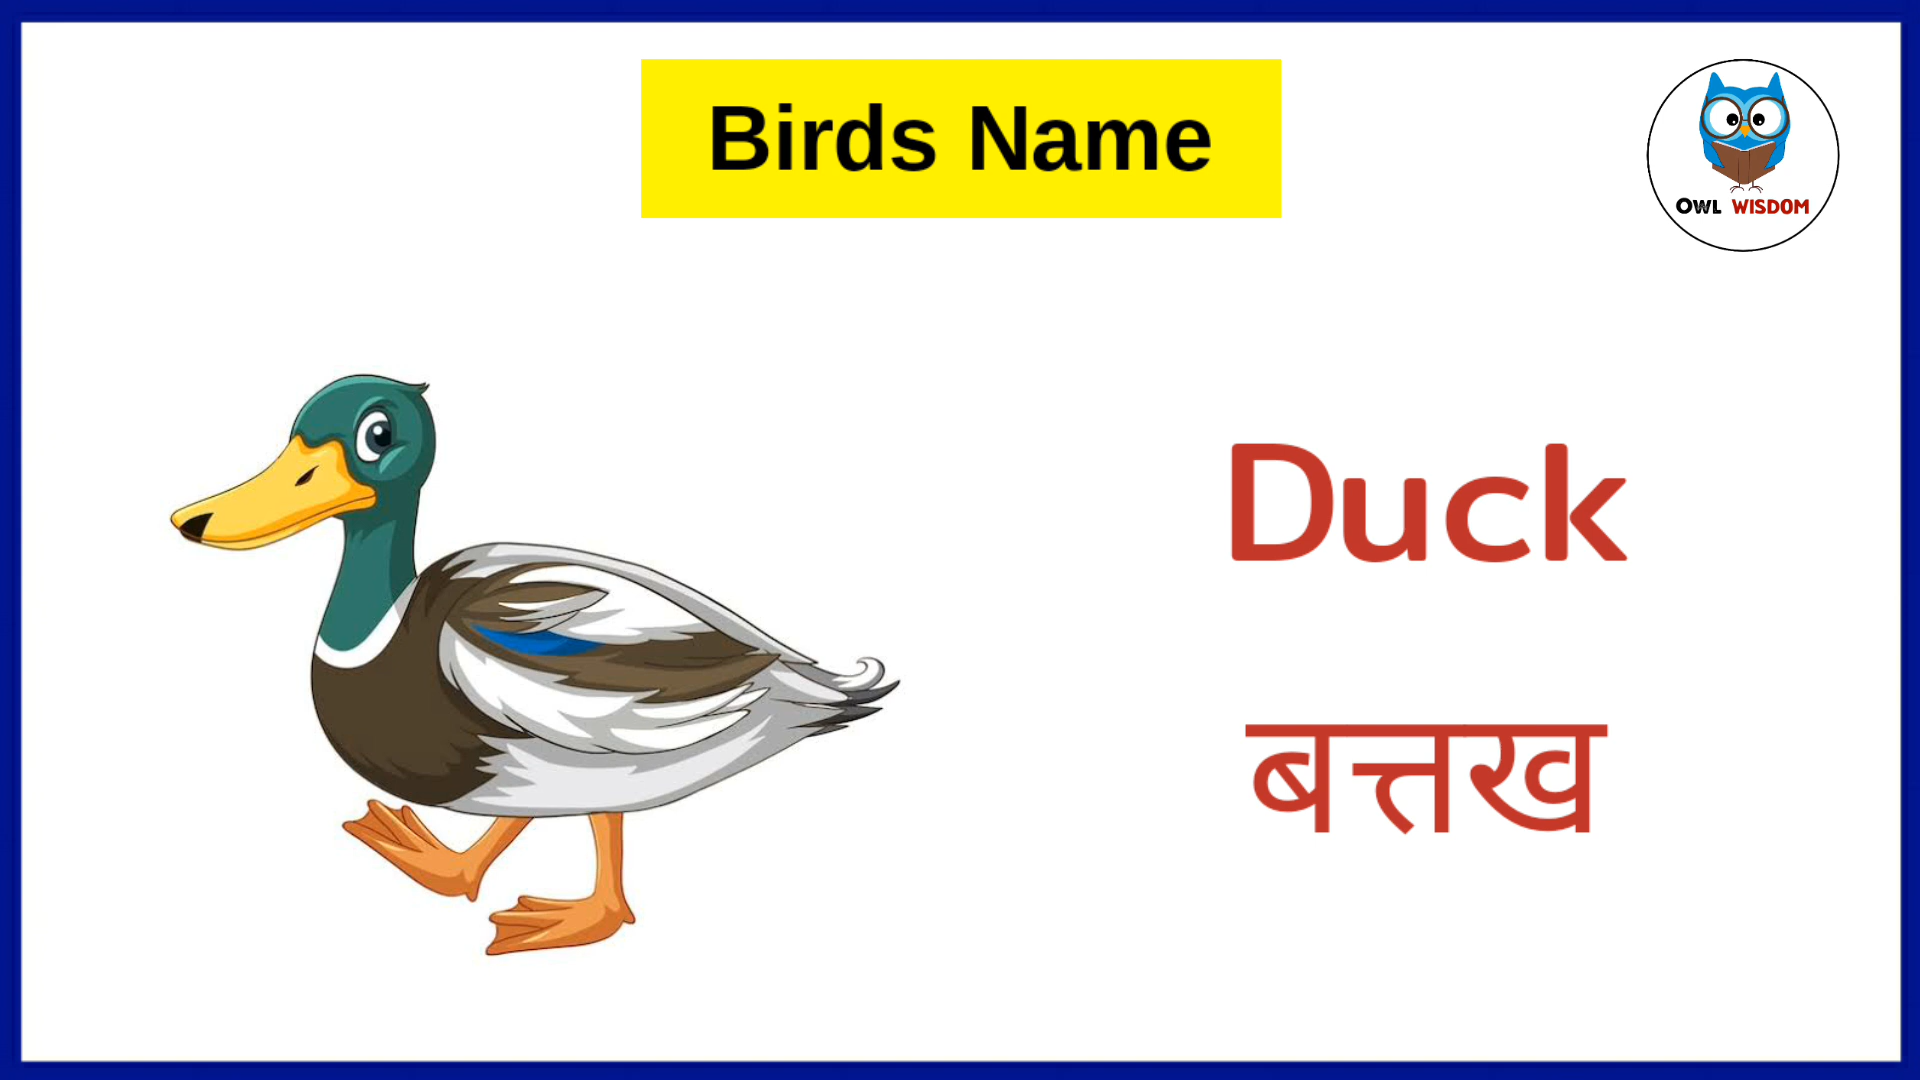 Birds Name
OWL WISDOM
Duck
बत्तख